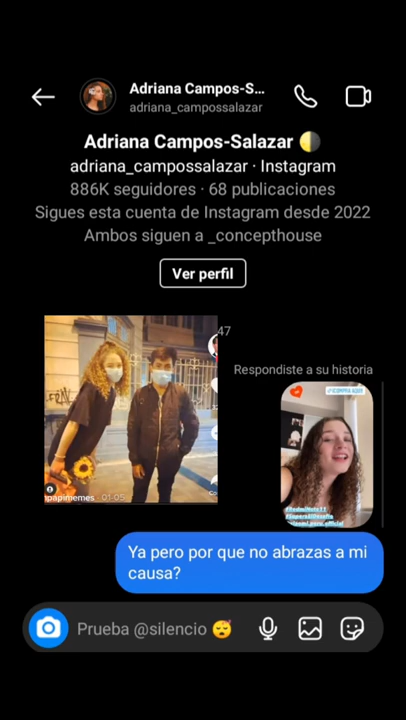 Adriana Campos-S...
adriana_campossalazar
Adriana Campos-Salazar 🌗
adriana_campossalazar · Instagram
886K seguidores · 68 publicaciones
Sigues esta cuenta de Instagram desde 2022
Ambos siguen a _concepthouse
Ver perfil
47
Respondiste a su historia
papimemes · 01-05
#RedmiNote11
Ya pero por que no abrazas a mi
causa?
Prueba @silencio 😴